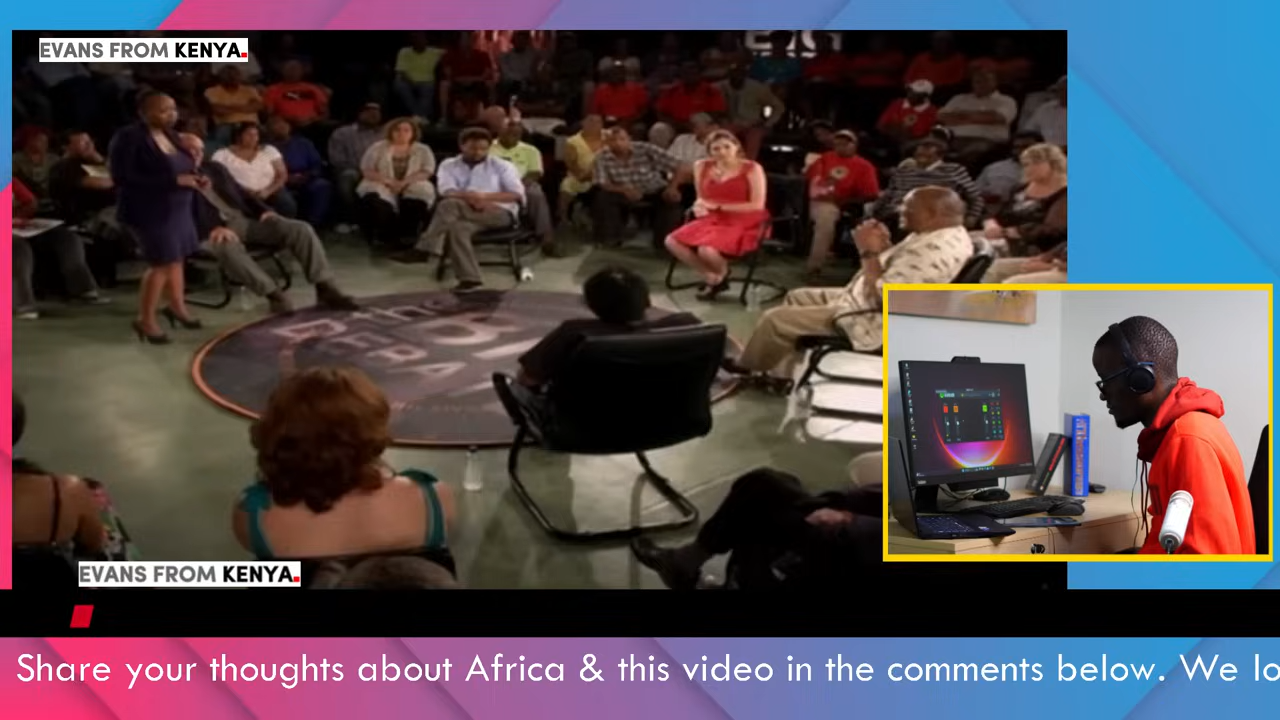 EVANS FROM KENYA.
the
EVANS FROM KENYA.
Share your thoughts about Africa & this video in the comments below. We lo